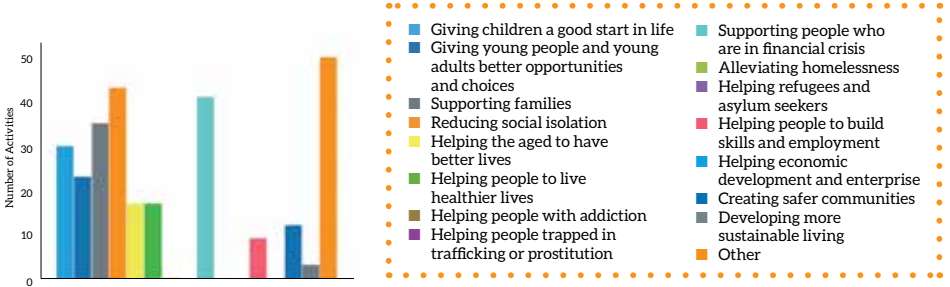 Number of Activities
50
40
30
20
10
0
Giving children a good start in life
Giving young people and young
adults better opportunities
and choices
Supporting families
Reducing social isolation
Helping the aged to have
better lives
Helping people to live
healthier lives
Helping people with addiction
Helping people trapped in
trafficking or prostitution
Supporting people who
are in financial crisis
Alleviating homelessness
Helping refugees and
asylum seekers
Helping people to build
skills and employment
Helping economic
development and enterprise
Creating safer communities
Developing more
sustainable living
Other